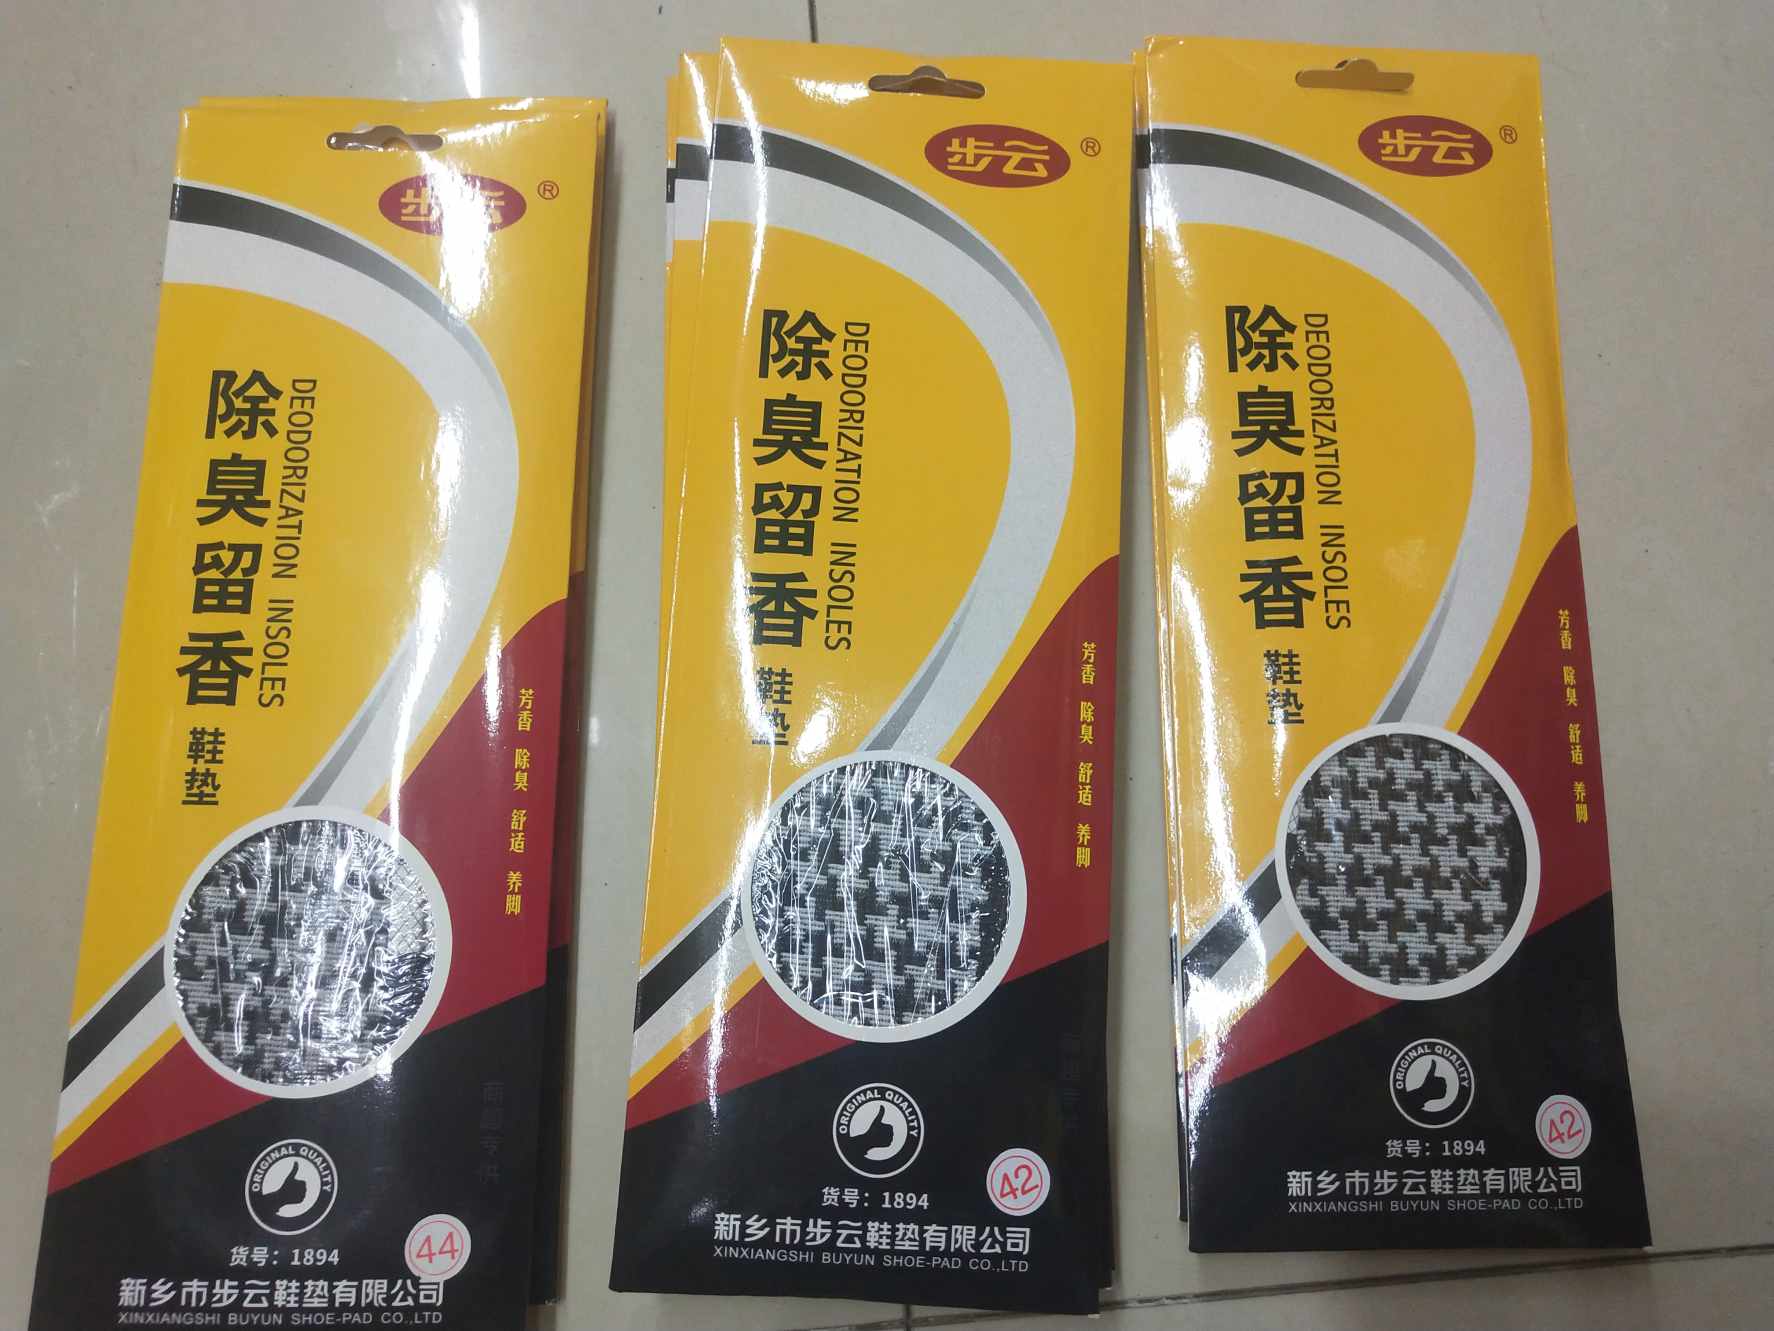 步云®
除臭留香鞋垫
DEODORIZATION INSOLES
芳香 除臭 舒适 养脚
ORIGINAL QUALITY
货号：1894
44
新乡市步云鞋垫有限公司
XINXIANGSHI BUYUN SHOE-PAD CO.,LTD
步云®
除臭留香鞋垫
DEODORIZATION INSOLES
芳香 除臭 舒适 养脚
ORIGINAL QUALITY
货号：1894
42
新乡市步云鞋垫有限公司
XINXIANGSHI BUYUN SHOE-PAD CO.,LTD
步云®
除臭留香鞋垫
DEODORIZATION INSOLES
芳香 除臭 舒适 养脚
ORIGINAL QUALITY
货号：1894
42
新乡市步云鞋垫有限公司
XINXIANGSHI BUYUN SHOE-PAD CO.,LTD